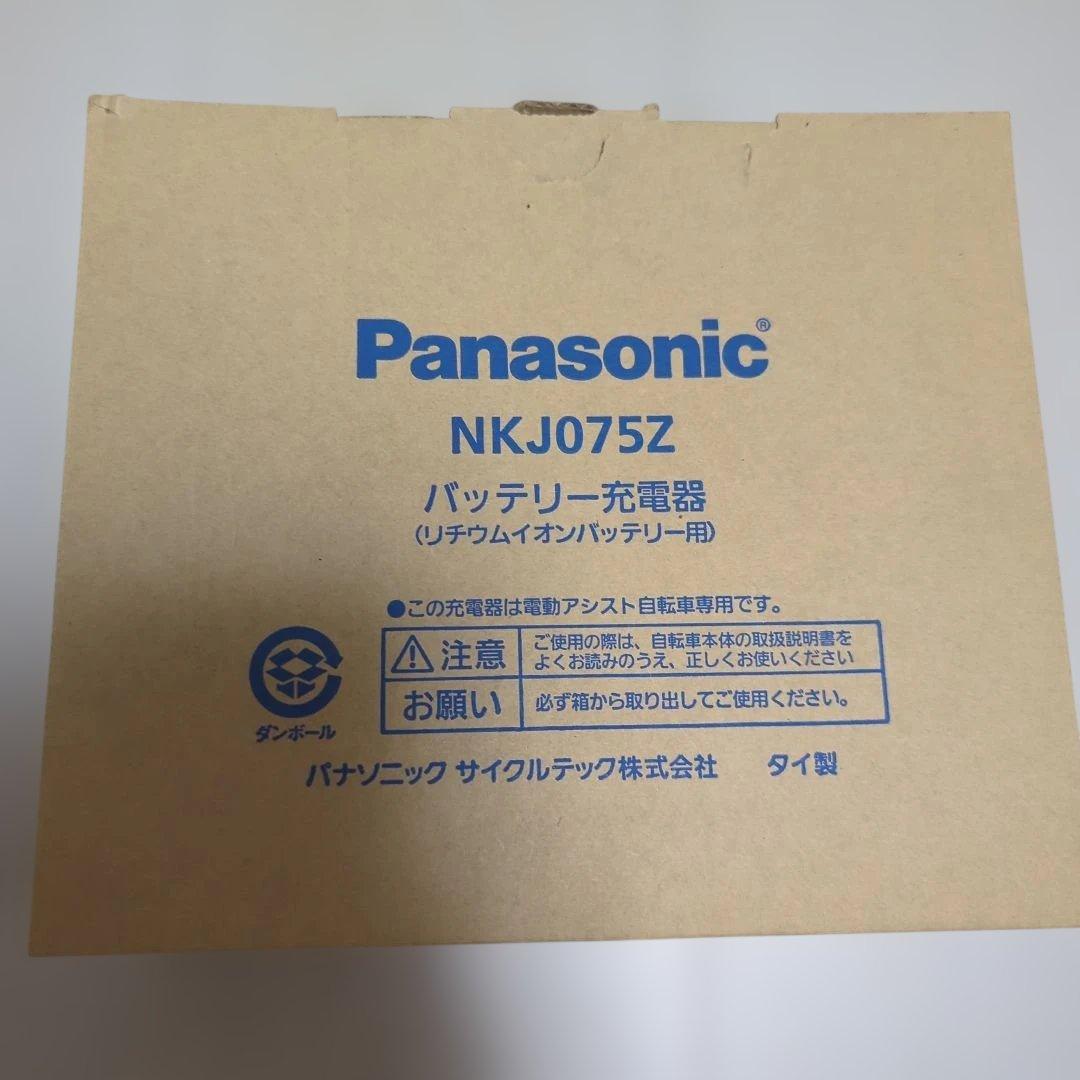 Panasonic®
NKJ075Z
バッテリー充電器
(リチウムイオンバッテリー用)
●この充電器は電動アシスト自転車専用です。
⚠注意
ご使用の際は、自転車本体の取扱説明書を
よくお読みのうえ、正しくお使いください
お願い
必ず箱から取り出してご使用ください。
ダンボール
パナソニック サイクルテック株式会社 タイ製